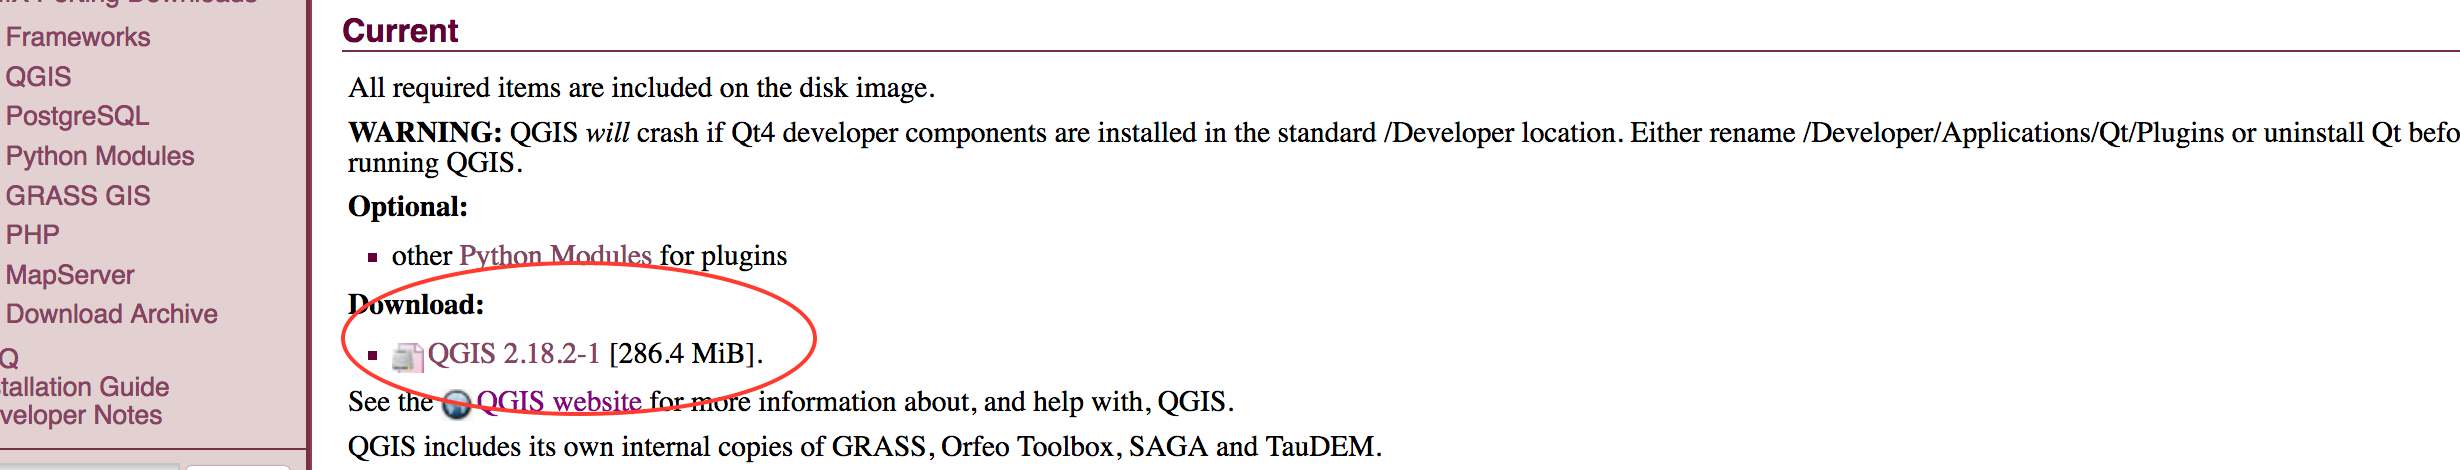 Frameworks
QGIS
PostgreSQL
Python Modules
GRASS GIS
PHP
MapServer
Download Archive
Q
tallation Guide
veloper Notes
Current
All required items are included on the disk image.
WARNING: QGIS will crash if Qt4 developer components are installed in the standard /Developer location. Either rename /Developer/Applications/Qt/Plugins or uninstall Qt befo
running QGIS.
Optional:
other Python Modules for plugins
Download:
QGIS 2.18.2-1 [286.4 MiB].
See the QGIS website for more information about, and help with, QGIS.
QGIS includes its own internal copies of GRASS, Orfeo Toolbox, SAGA and TauDEM.